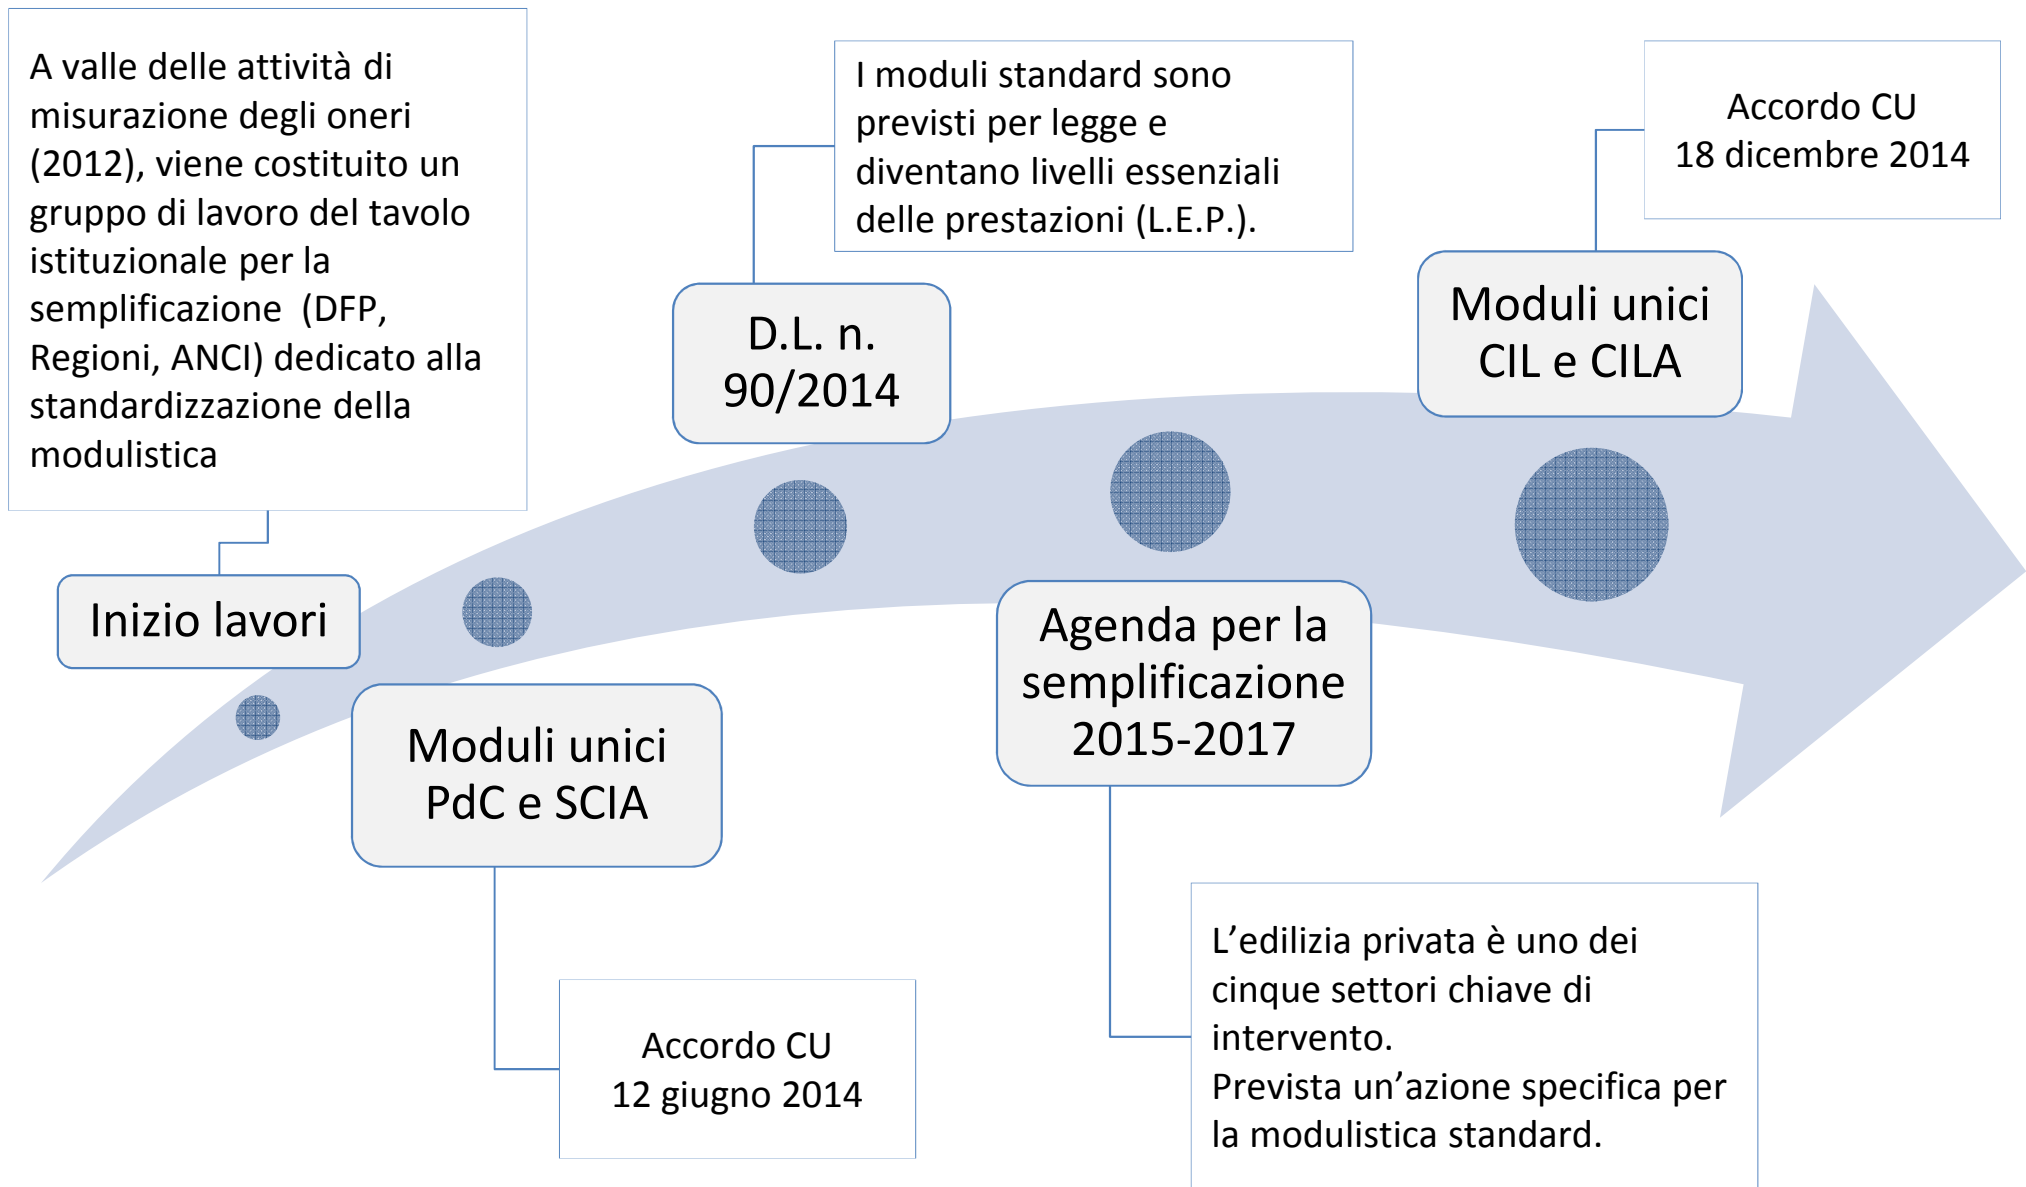 A valle delle attività di
misurazione degli oneri
(2012), viene costituito un
gruppo di lavoro del tavolo
istituzionale per la
semplificazione  (DFP,
Regioni, ANCI) dedicato alla
standardizzazione della
modulistica
Inizio lavori
Moduli unici
PdC e SCIA
Accordo CU
12 giugno 2014
I moduli standard sono
previsti per legge e
diventano livelli essenziali
delle prestazioni (L.E.P.).
D.L. n.
90/2014
Agenda per la
semplificazione
2015-2017
L’edilizia privata è uno dei
cinque settori chiave di
intervento.
Prevista un’azione specifica per
la modulistica standard.
Accordo CU
18 dicembre 2014
Moduli unici
CIL e CILA